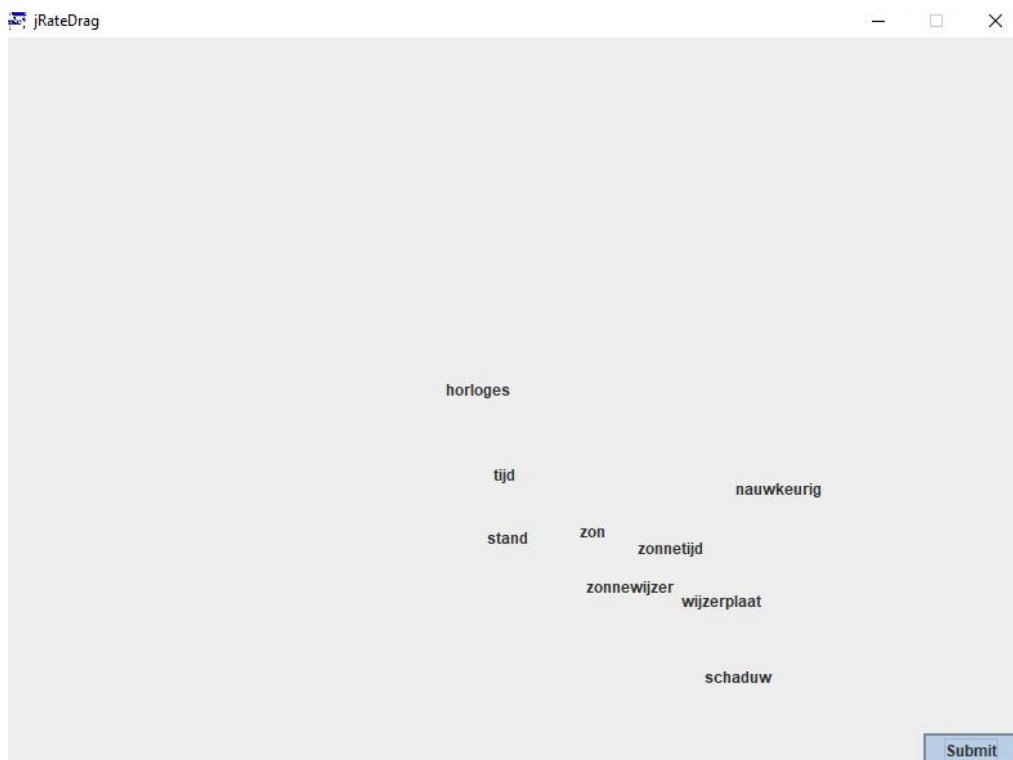 jRateDrag
horloges
tijd
nauwkeurig
zon
stand
zonnetijd
zonnewijzer
wijzerplaat
schaduw
Submit